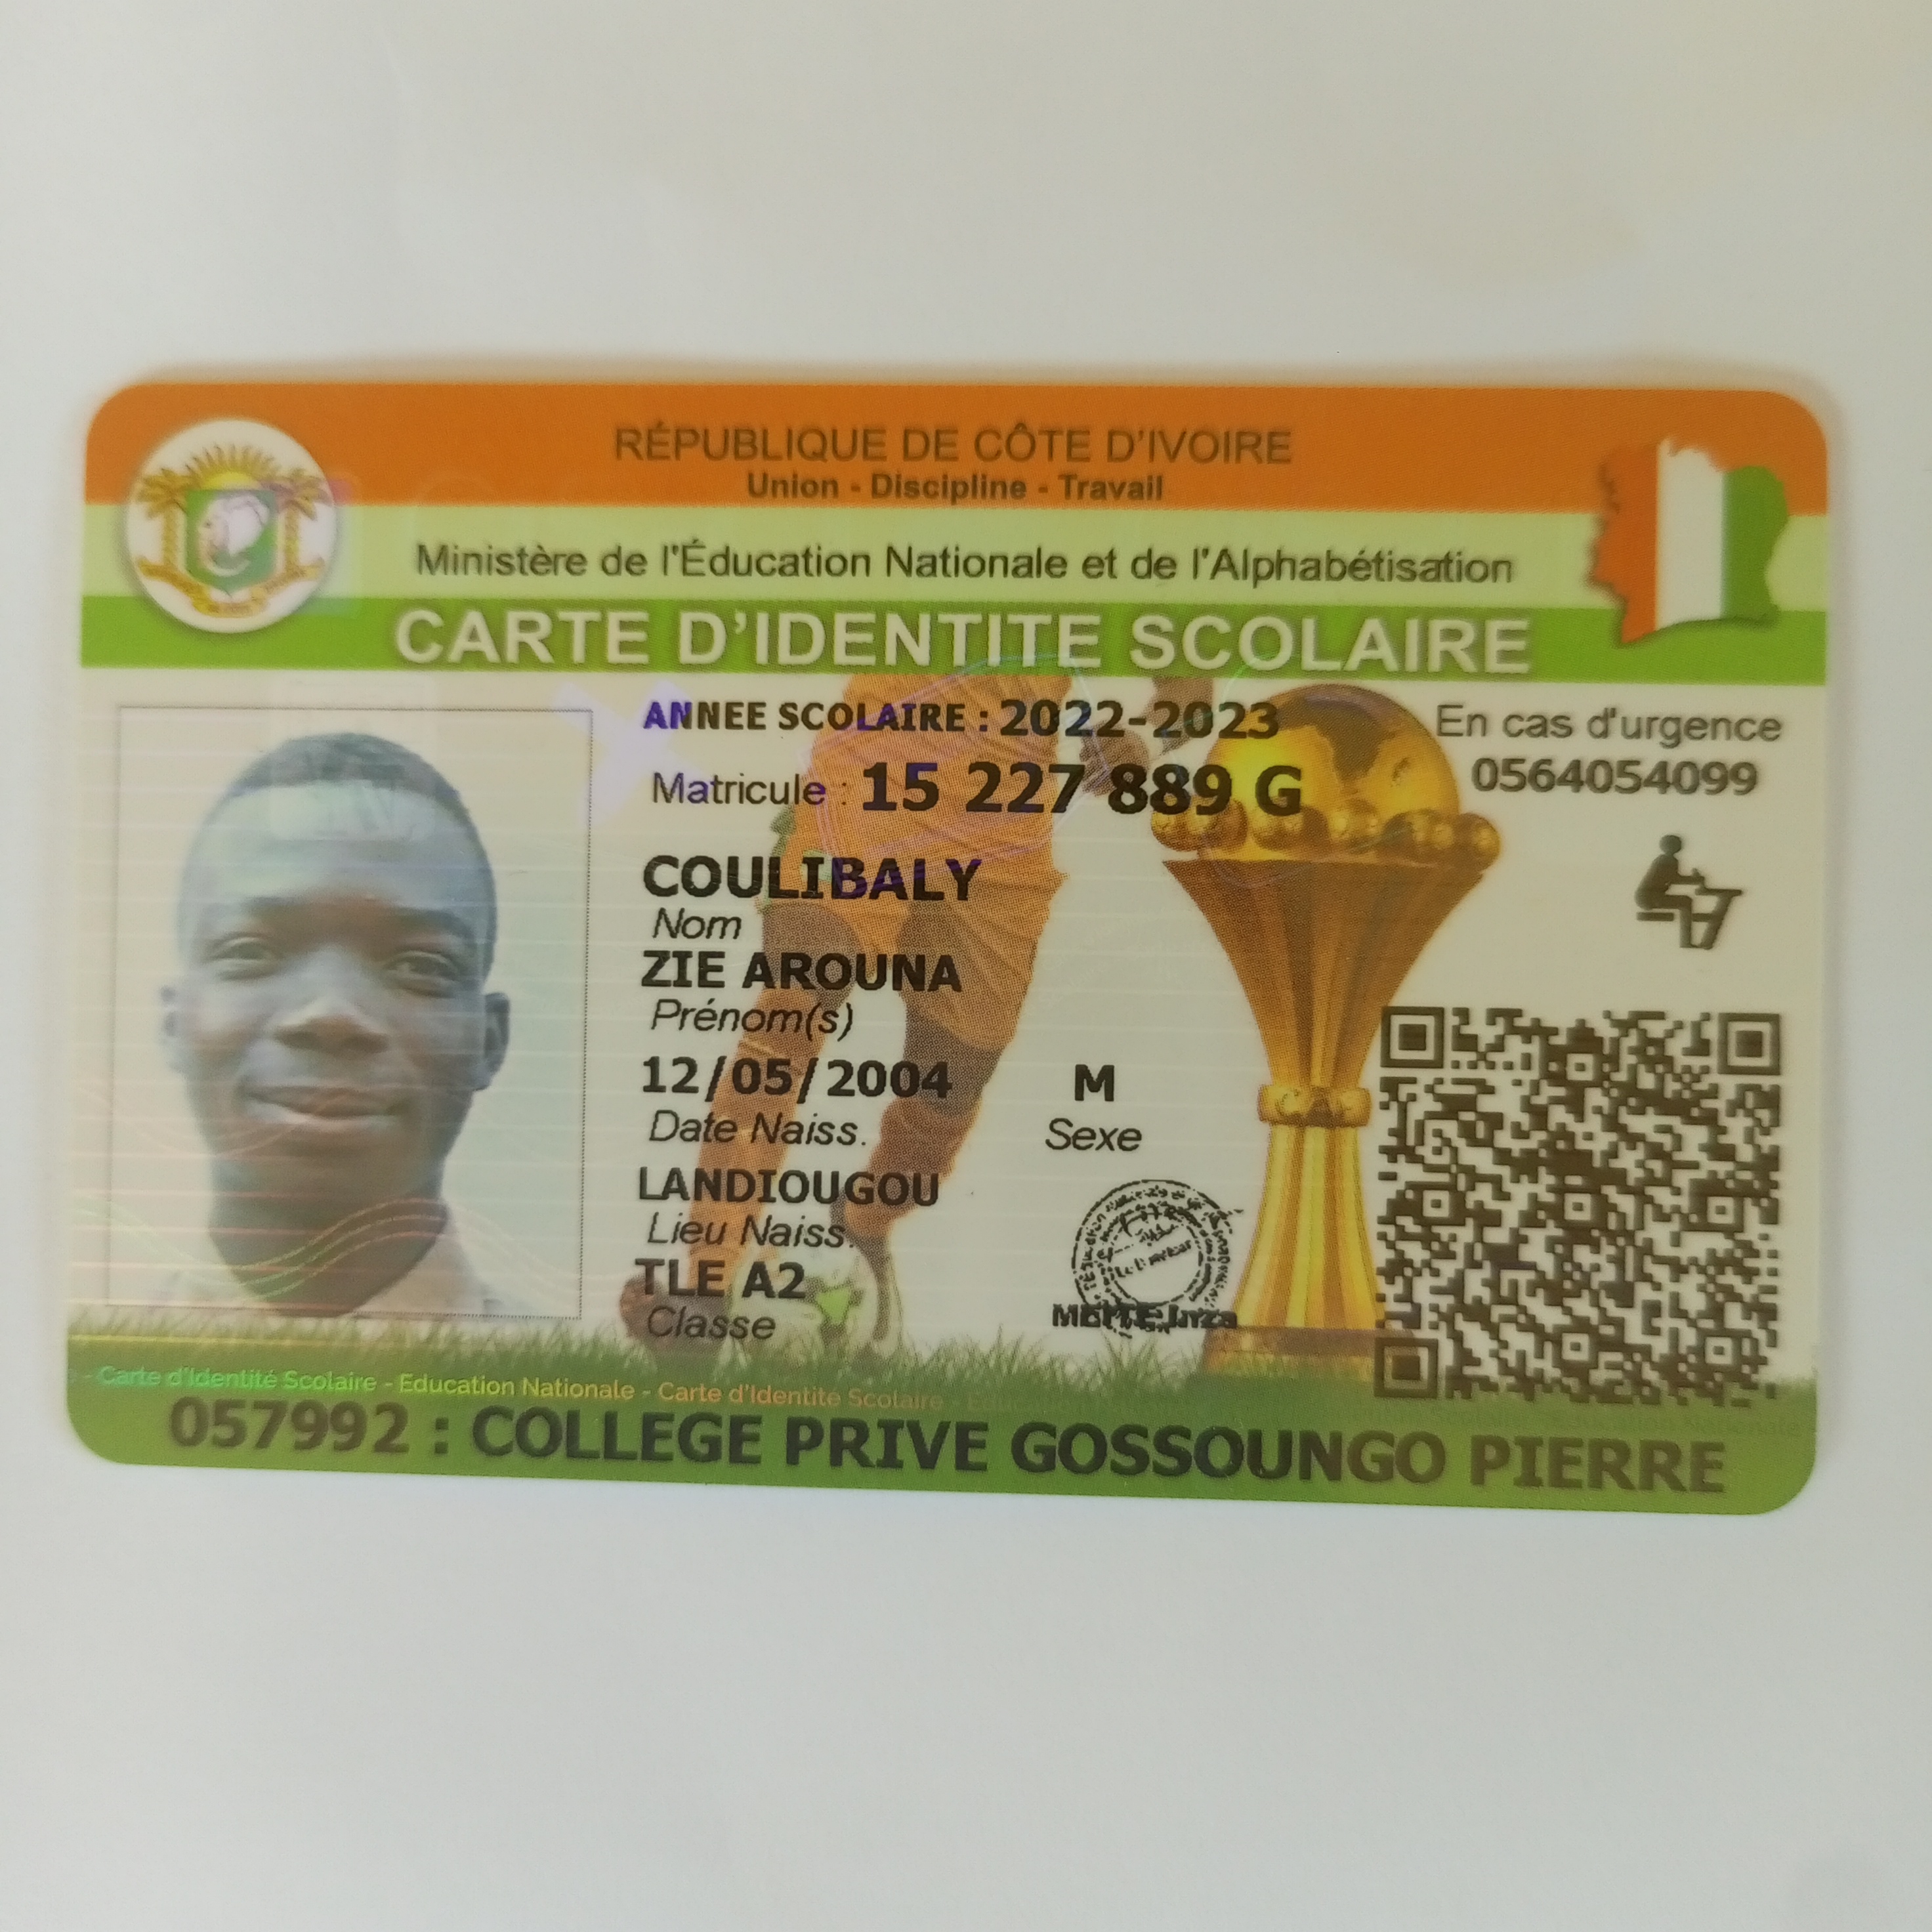 RÉPUBLIQUE DE CÔTE D'IVOIRE
Union - Discipline - Travail
Ministère de l'Éducation Nationale et de l'Alphabétisation
CARTE D'IDENTITE SCOLAIRE
ANNEE SCOLAIRE : 2022-2023
En cas d'urgence
0564054099
Matricule : 15 227 889 G
COULIBALY
Nom
ZIE AROUNA
Prénom(s)
12/05/2004
Date Naiss.
M
Sexe
LANDIOUGOU
Lieu Naiss.
TLE A2
Classe
- Carte d'Identité Scolaire - Education Nationale - Carte d'Identité Scolaire - Education Nationale
057992 : COLLEGE PRIVE GOSSOUNGO PIERRE